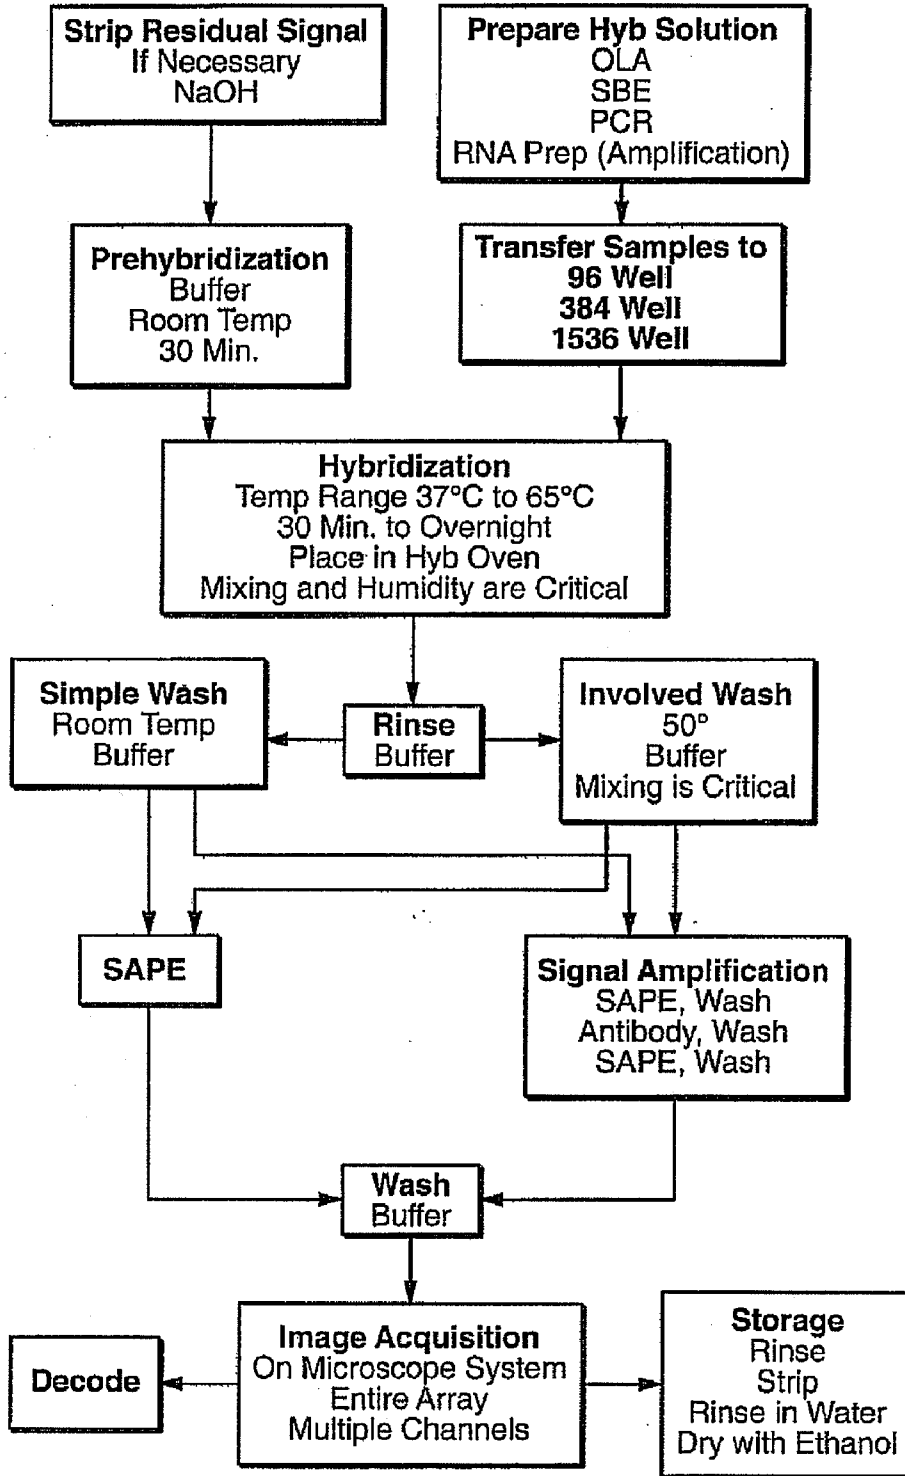 Strip Residual Signal
If Necessary
NaOH
Prepare Hyb Solution
OLA
SBE
PCR
RNA Prep (Amplification)
Prehybridization
Buffer
Room Temp
30 Min.
Transfer Samples to
96 Well
384 Well
1536 Well
Hybridization
Temp Range 37°C to 65°C
30 Min. to Overnight
Place in Hyb Oven
Mixing and Humidity are Critical
Simple Wash
Room Temp
Buffer
Rinse
Buffer
Involved Wash
50°
Buffer
Mixing is Critical
SAPE
Signal Amplification
SAPE, Wash
Antibody, Wash
SAPE, Wash
Wash
Buffer
Decode
Image Acquisition
On Microscope System
Entire Array
Multiple Channels
Storage
Rinse
Strip
Rinse in Water
Dry with Ethanol